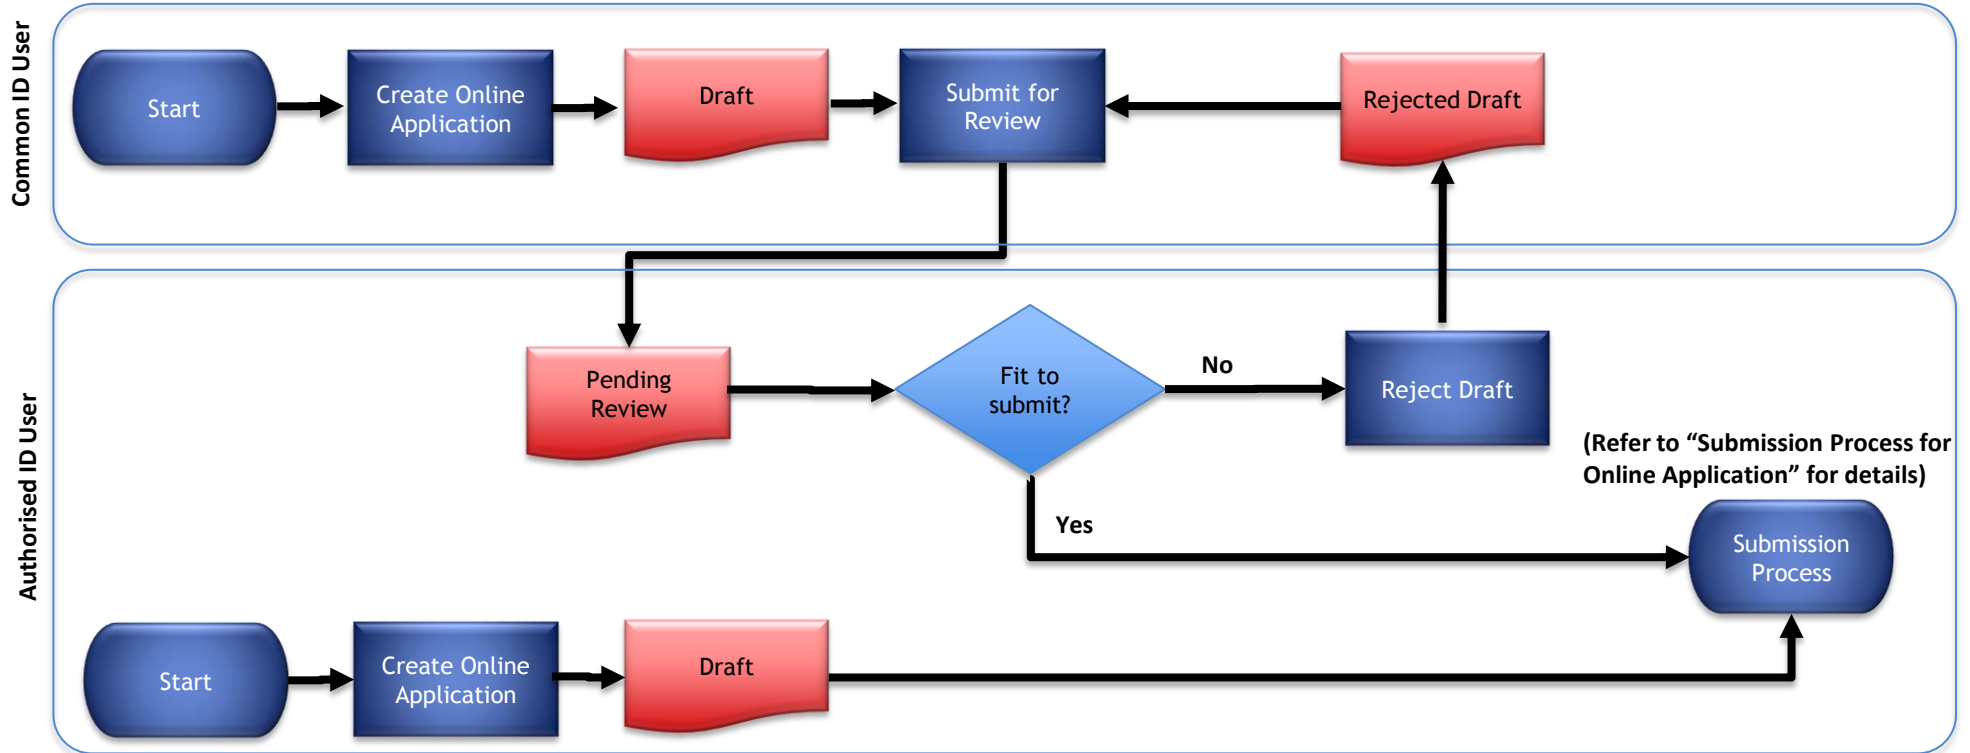 Common ID User
Start
Create Online
Application
Draft
Submit for
Review
Rejected Draft
Authorised ID User
Pending
Review
Fit to
submit?
No
Reject Draft
(Refer to “Submission Process for
Online Application” for details)
Yes
Submission
Process
Start
Create Online
Application
Draft